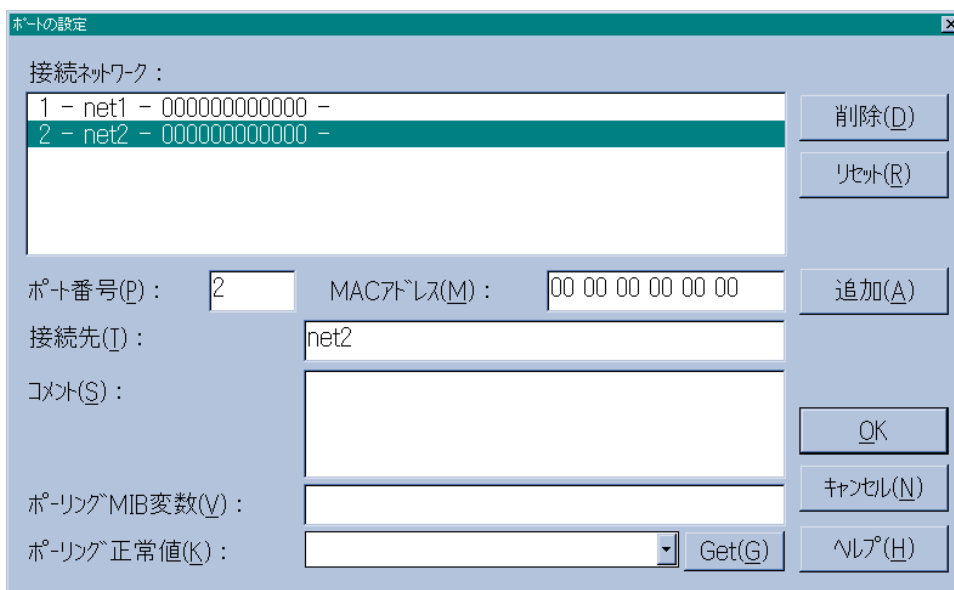 ポートの設定
接続ネットワーク：
1 - net1 - 000000000000 -
2 - net2 - 000000000000 -
削除(D)
リセット(R)
ポート番号(P)： 2 MACアドレス(M)： 00 00 00 00 00 00 追加(A)
接続先(T)： net2
コメント(S)：
OK
キャンセル(N)
ポーリングMIB変数(V)：
ポーリング正常値(K)： Get(G) ヘルプ(H)